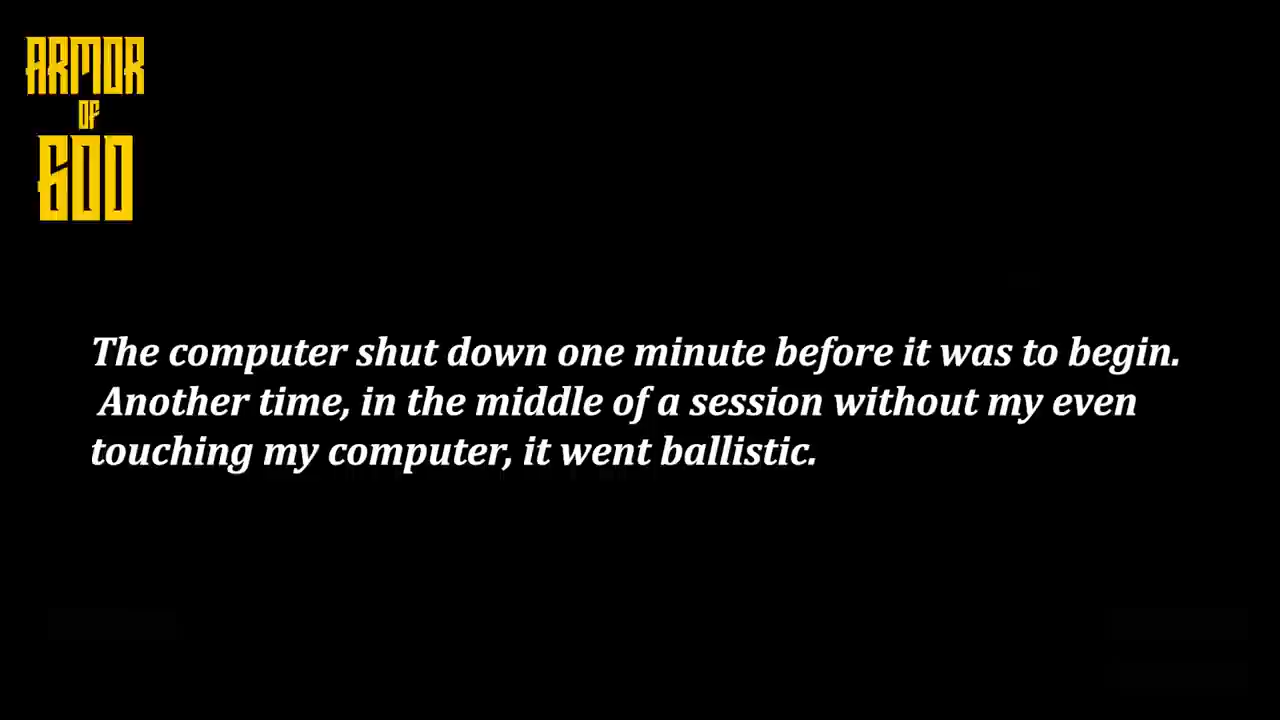 ARMOR
OF
GOD
The computer shut down one minute before it was to begin.
Another time, in the middle of a session without my even
touching my computer, it went ballistic.